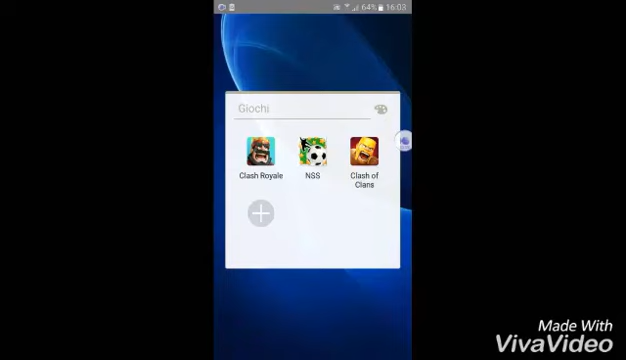 64% 16:03
Giochi
Clash Royale
NSS
Clash of
Clans
Made With
VivaVideo